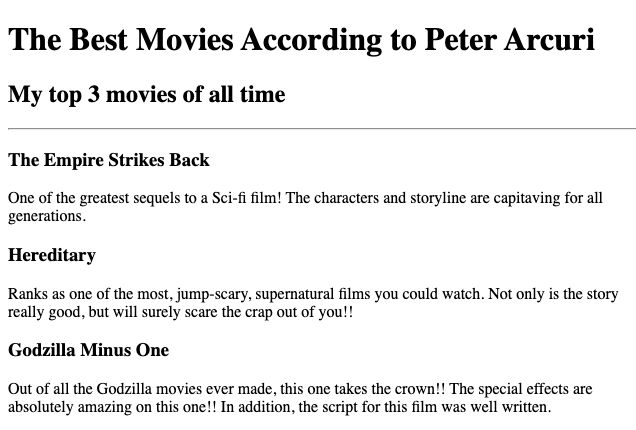 The Best Movies According to Peter Arcuri
My top 3 movies of all time
The Empire Strikes Back
One of the greatest sequels to a Sci-fi film! The characters and storyline are capitaving for all
generations.
Hereditary
Ranks as one of the most, jump-scary, supernatural films you could watch. Not only is the story
really good, but will surely scare the crap out of you!!
Godzilla Minus One
Out of all the Godzilla movies ever made, this one takes the crown!! The special effects are
absolutely amazing on this one!! In addition, the script for this film was well written.